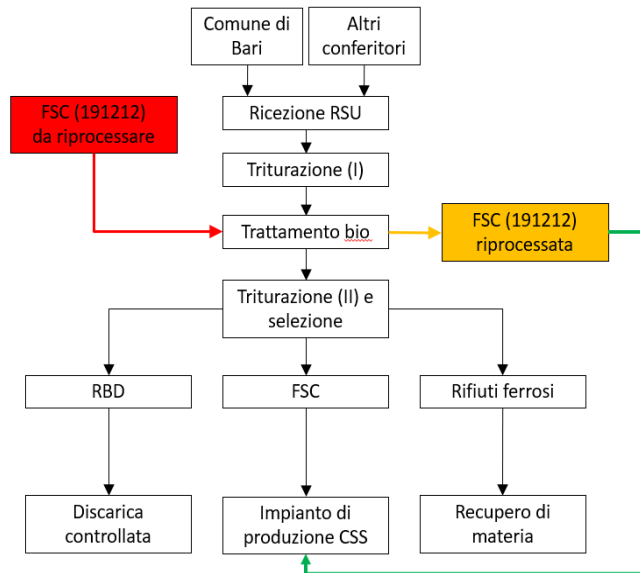 Comune di
Bari
Altri
conferitori
FSC (191212)
da riprocessare
Ricezione RSU
Triturazione (I)
Trattamento bio
FSC (191212)
riprocessata
Triturazione (II) e
selezione
RBD
FSC
Rifiuti ferrosi
Discarica
controllata
Impianto di
produzione CSS
Recupero di
materia